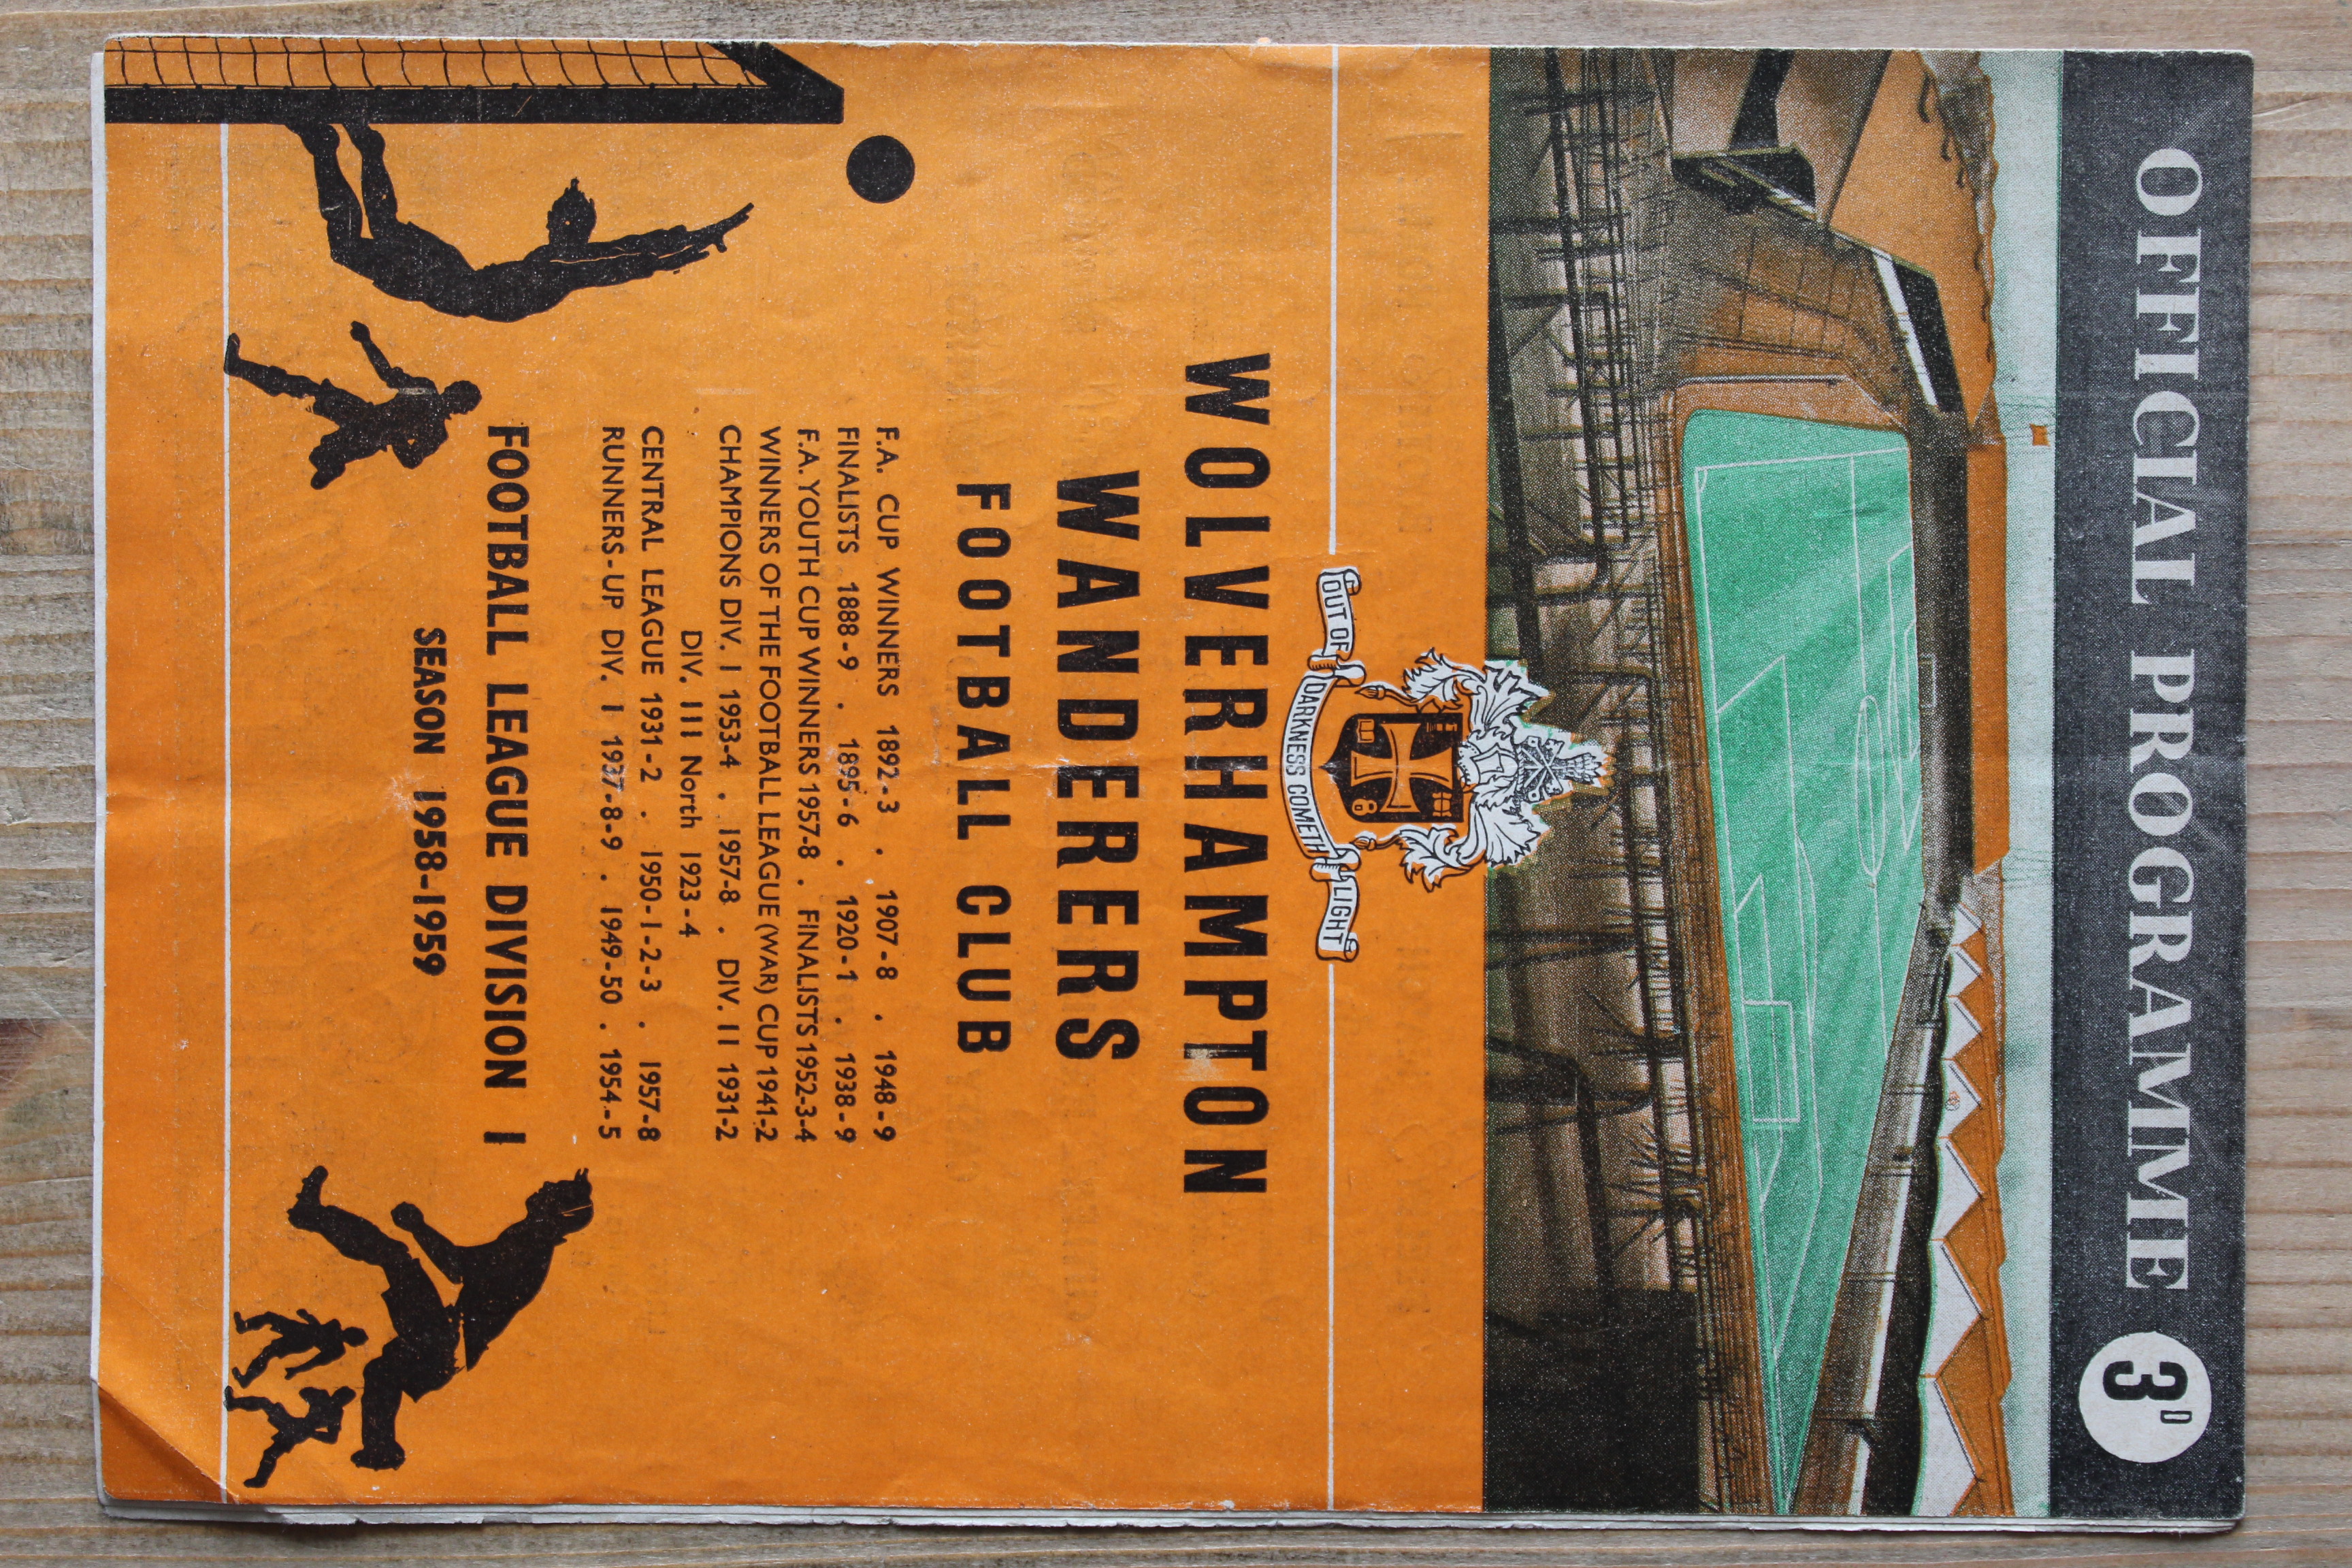 OFFICIAL PROGRAMME 3D
OUT OF DARKNESS COMETH LIGHT
WOLVERHAMPTON
WANDERERS
FOOTBALL CLUB
F.A. CUP WINNERS 1892-3 . 1907-8 . 1948-9
FINALISTS 1888-9 . 1895-6 . 1920-1 . 1938-9
F.A. YOUTH CUP WINNERS 1957-8 . FINALISTS 1952-3-4
WINNERS OF THE FOOTBALL LEAGUE (WAR) CUP 1941-2
CHAMPIONS DIV. I 1953-4 . 1957-8 . DIV. II 1931-2
DIV. III North 1923-4
CENTRAL LEAGUE 1931-2 . 1950-1-2-3 . 1957-8
RUNNERS-UP DIV. I 1937-8-9 . 1949-50 . 1954-5
FOOTBALL LEAGUE DIVISION I
SEASON 1958-1959